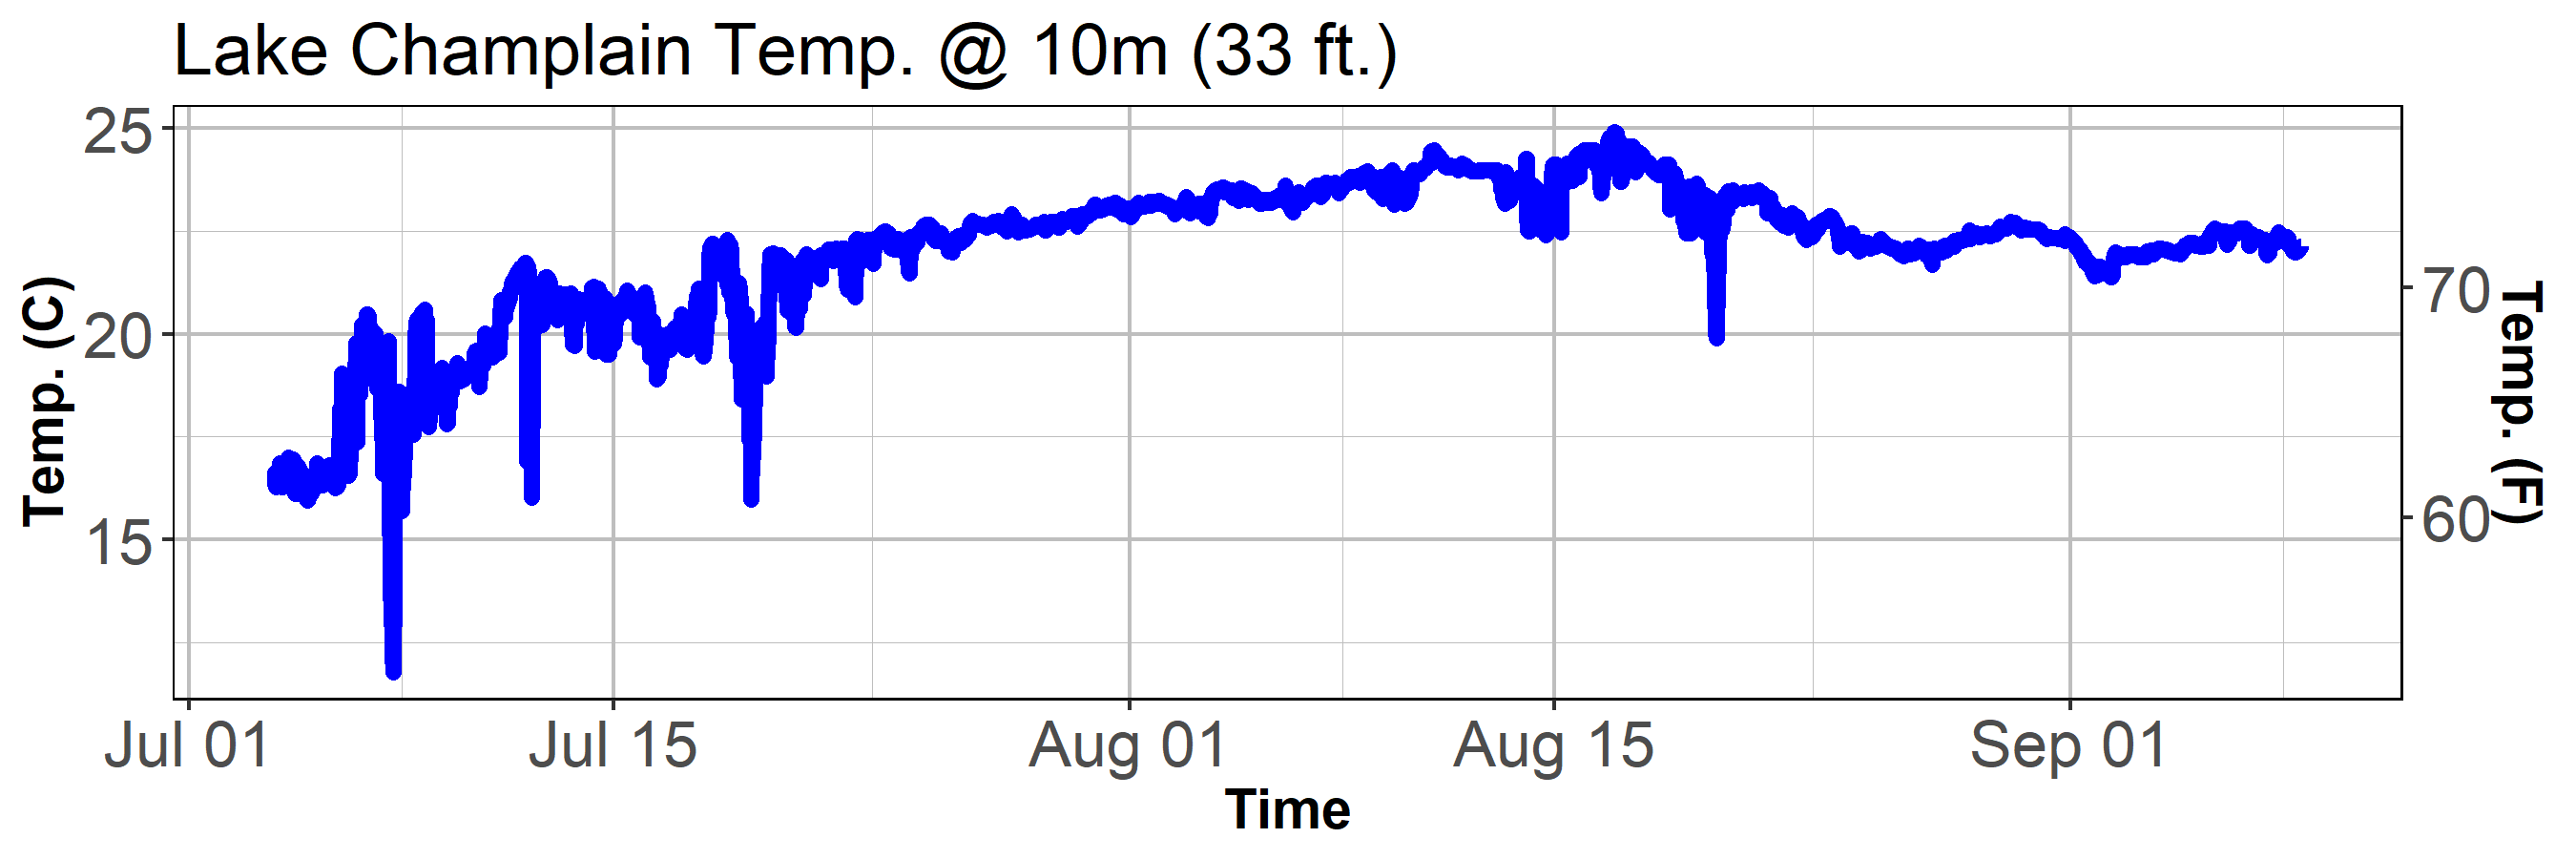 Lake Champlain Temp. @ 10m (33 ft.)
25
20
15
Temp. (C)
70
60
Temp. (F)
Jul 01
Jul 15
Aug 01
Aug 15
Sep 01
Time